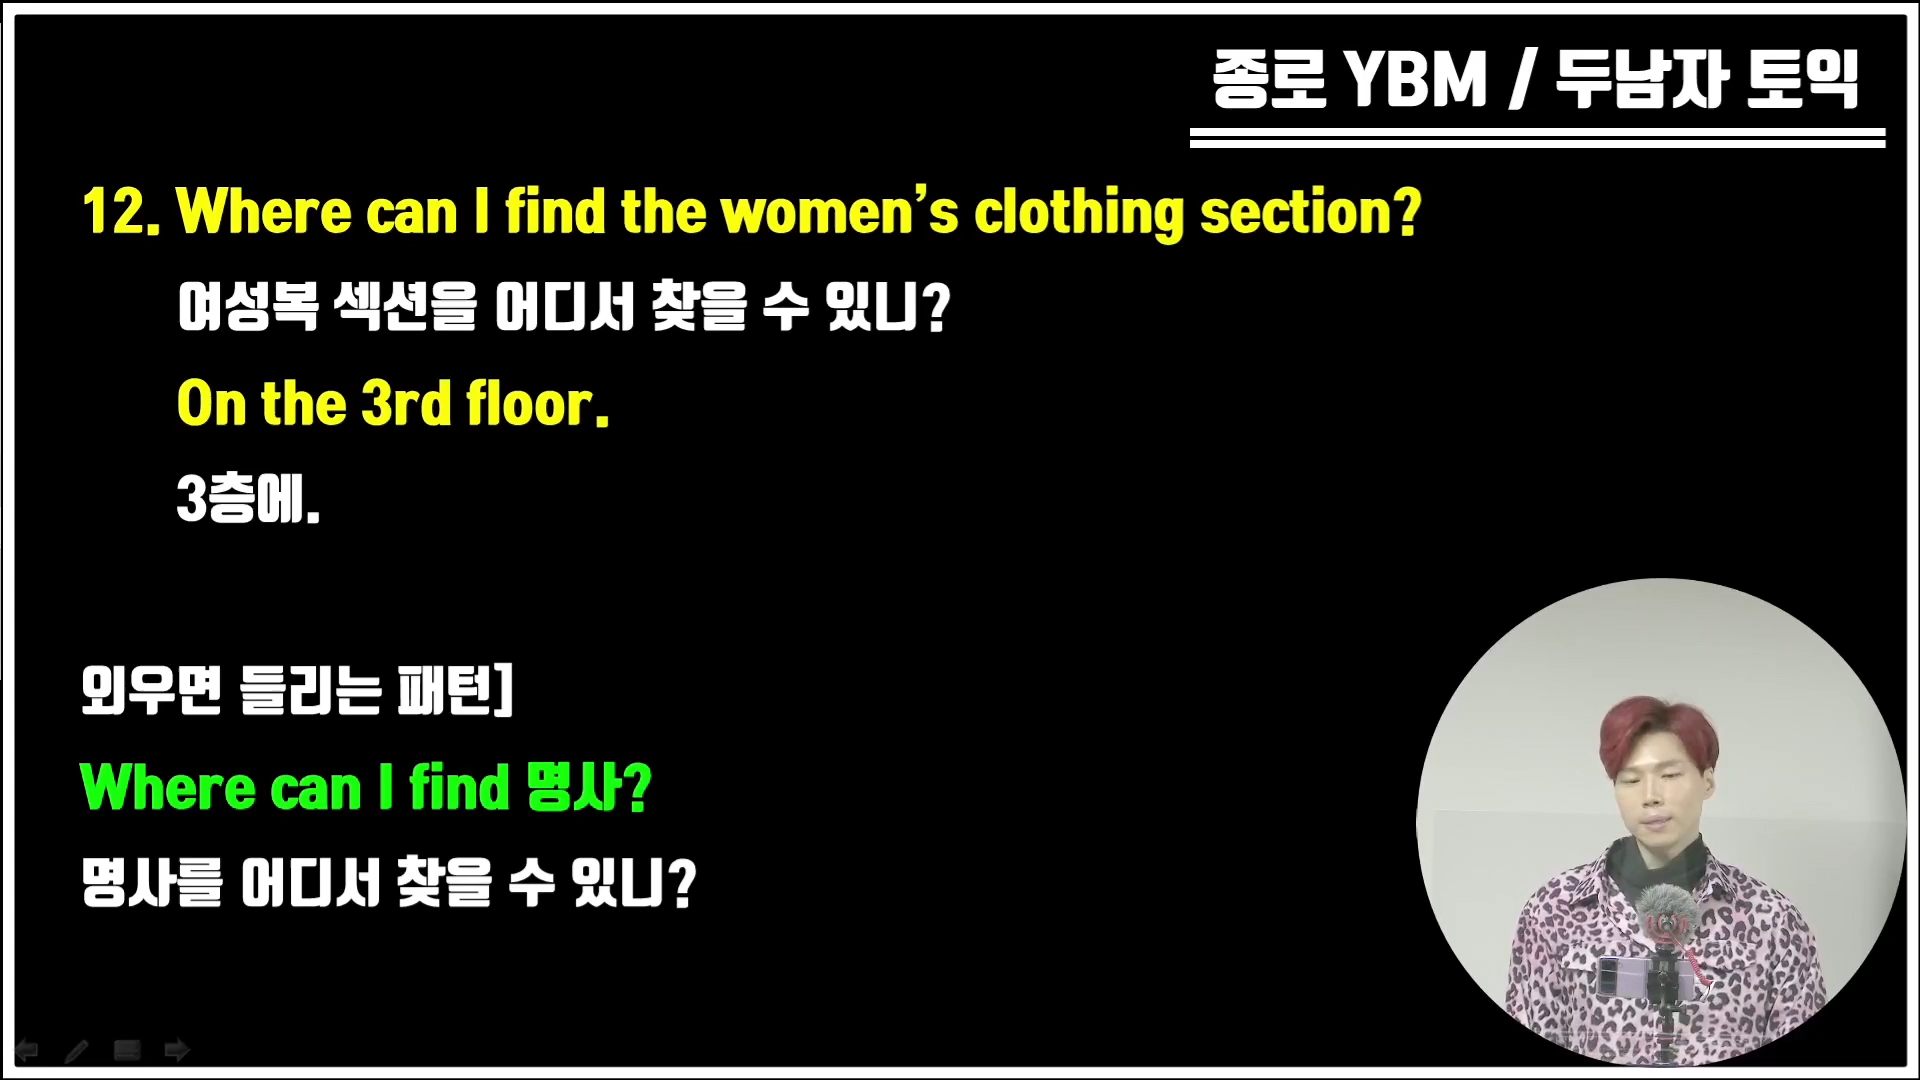 종로 YBM / 두남자 토익
12. Where can I find the women’s clothing section?
여성복 섹션을 어디서 찾을 수 있니?
On the 3rd floor.
3층에.
외우면 들리는 패턴]
Where can I find 명사?
명사를 어디서 찾을 수 있니?